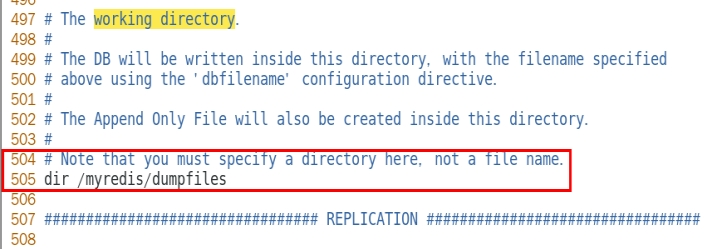 497 # The working directory.
498 #
499 # The DB will be written inside this directory, with the filename specified
500 # above using the 'dbfilename' configuration directive.
501 #
502 # The Append Only File will also be created inside this directory.
503 #
504 # Note that you must specify a directory here, not a file name.
505 dir /myredis/dumpfiles
506
507 ################################ REPLICATION #################################
508